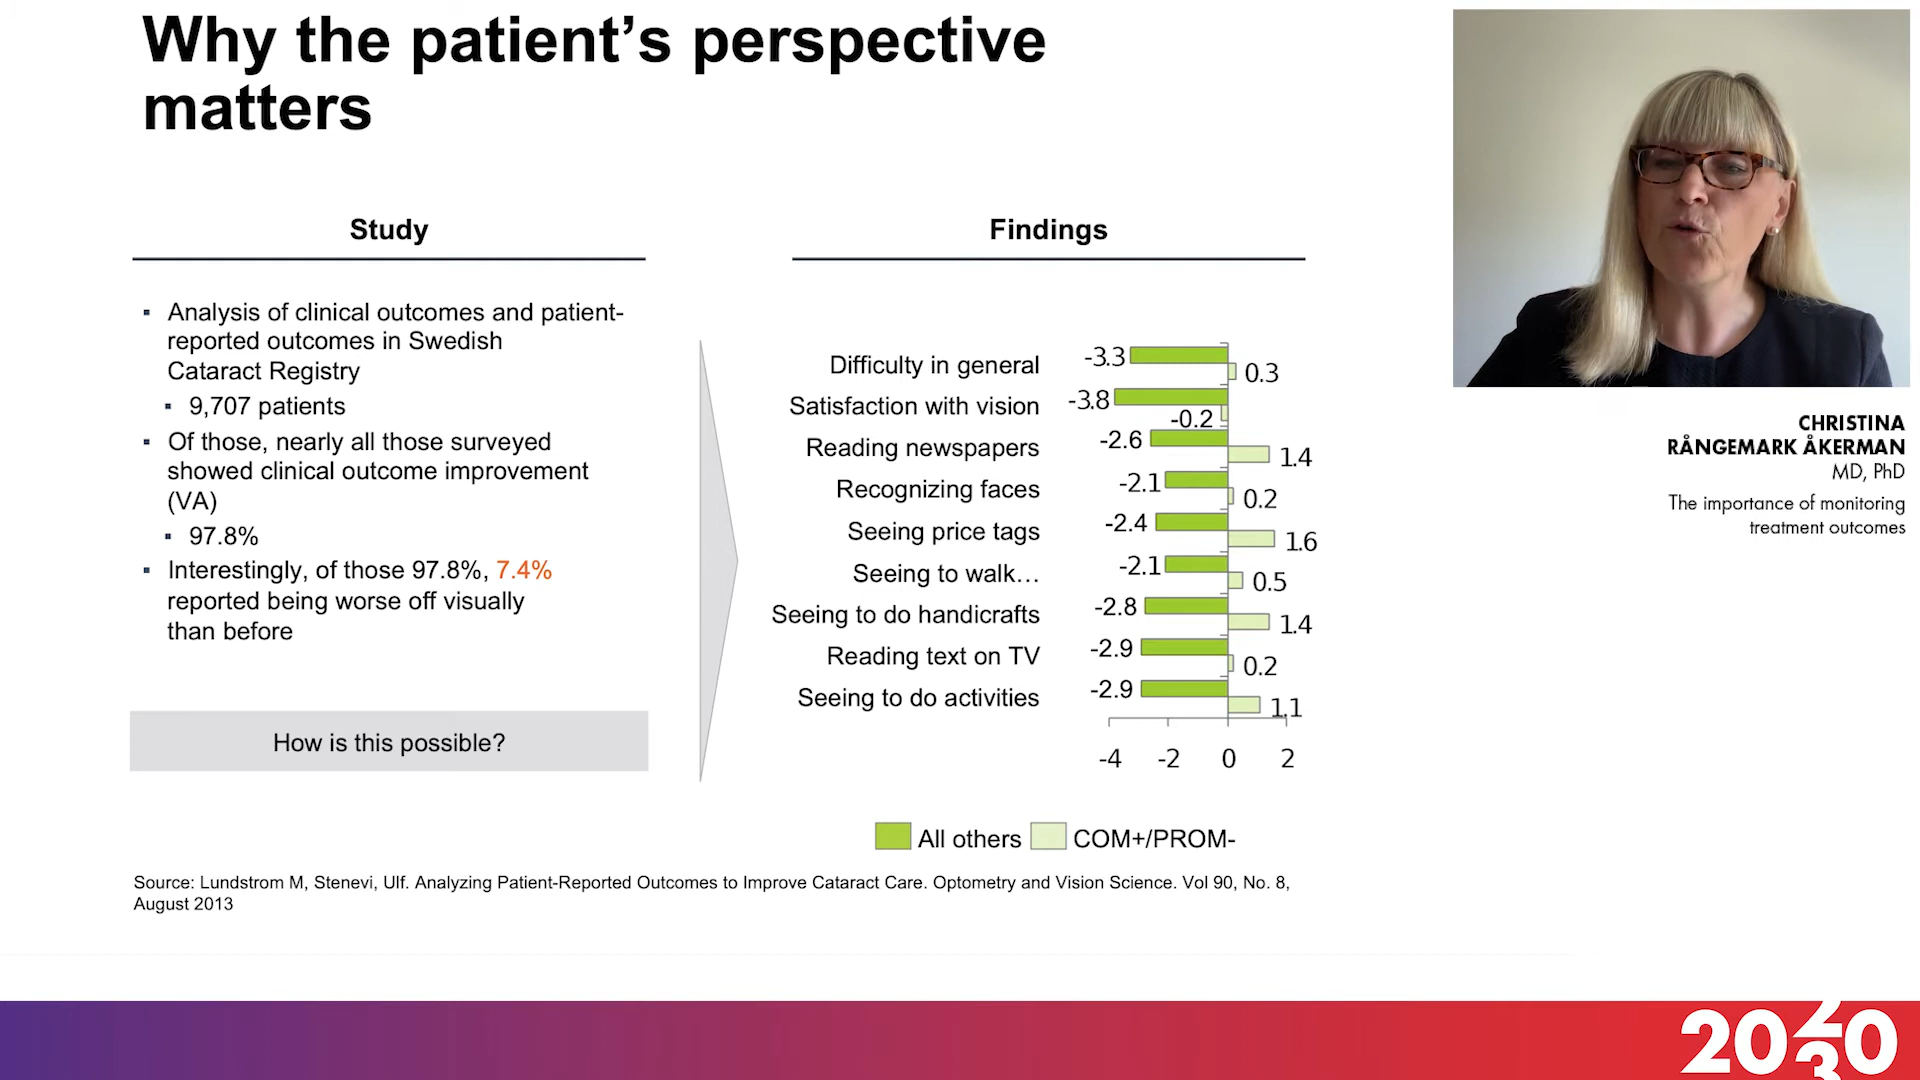 Why the patient’s perspective
matters
Study
▪ Analysis of clinical outcomes and patient-
reported outcomes in Swedish
Cataract Registry
▪ 9,707 patients
▪ Of those, nearly all those surveyed
showed clinical outcome improvement
(VA)
▪ 97.8%
▪ Interestingly, of those 97.8%, 7.4%
reported being worse off visually
than before
How is this possible?
Findings
Difficulty in general -3.3 0.3
Satisfaction with vision -3.8 -0.2
Reading newspapers -2.6 1.4
Recognizing faces -2.1 0.2
Seeing price tags -2.4 1.6
Seeing to walk… -2.1 0.5
Seeing to do handicrafts -2.8 1.4
Reading text on TV -2.9 0.2
Seeing to do activities -2.9 1.1
-4 -2 0 2
All others COM+/PROM-
Source: Lundstrom M, Stenevi, Ulf. Analyzing Patient-Reported Outcomes to Improve Cataract Care. Optometry and Vision Science. Vol 90, No. 8,
August 2013
CHRISTINA
RÅNGEMARK ÅKERMAN
MD, PhD
The importance of monitoring
treatment outcomes
2020
3